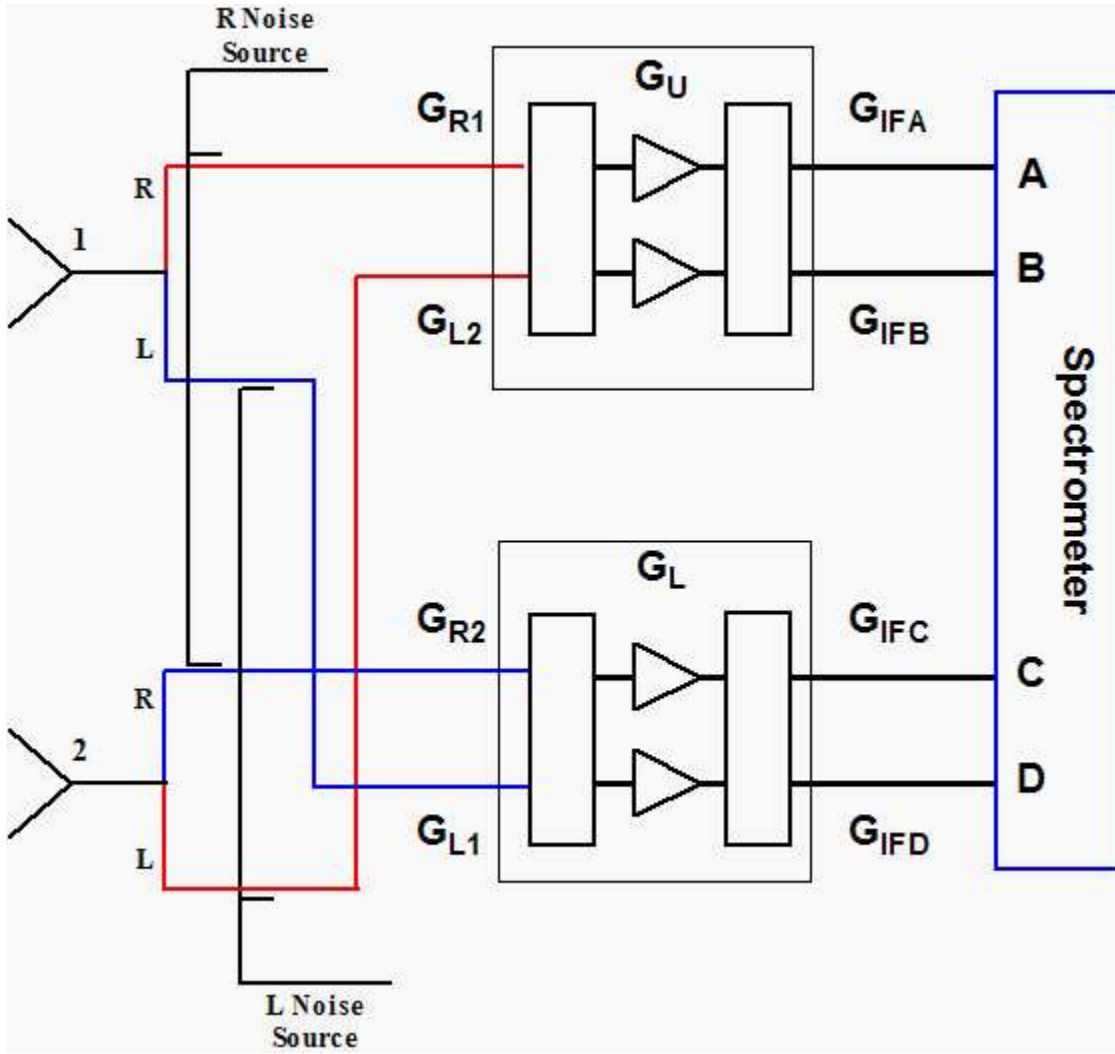 R Noise
Source
G_U
G_R1
G_IFA
R
A
1
B
L
G_L2
G_IFB
Spectrometer
G_L
G_R2
G_IFC
R
C
2
D
L
G_L1
G_IFD
L Noise
Source